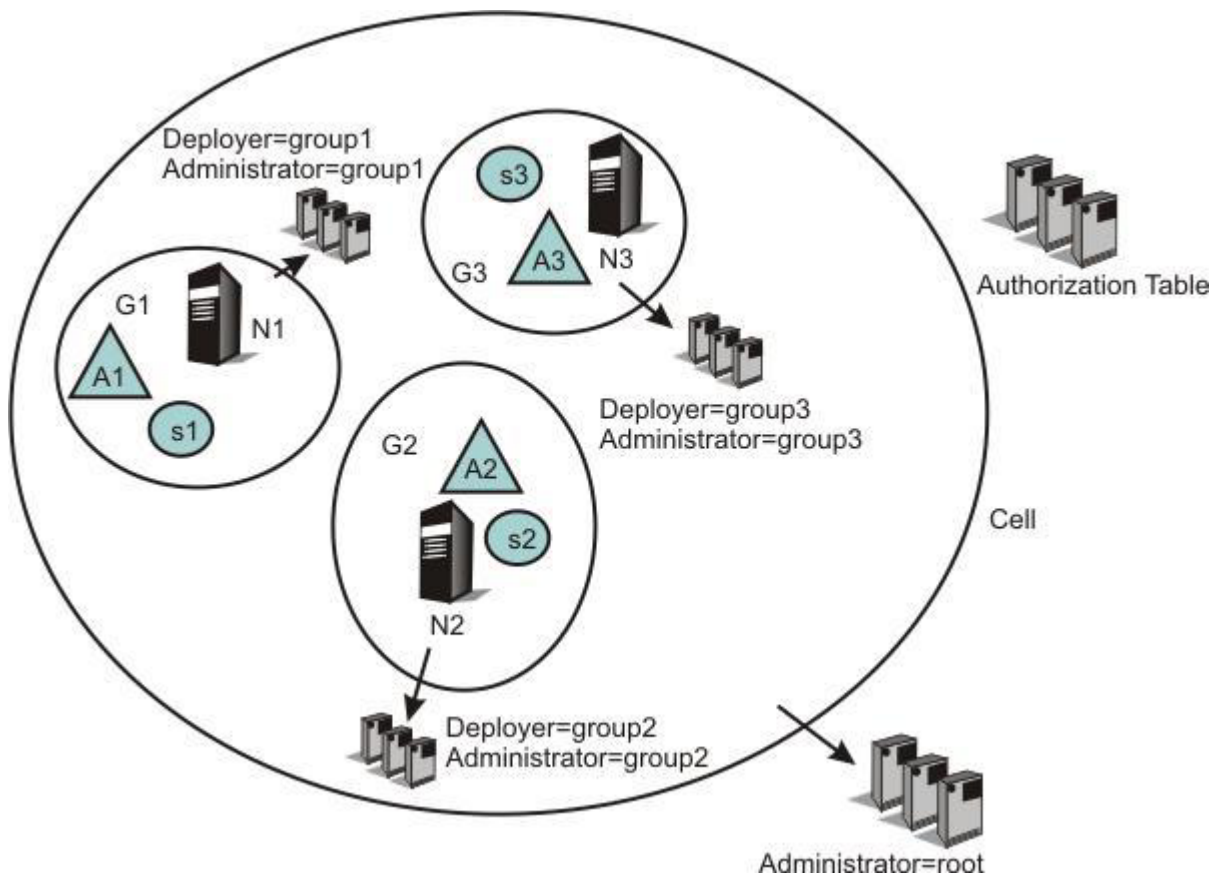 Deployer=group1
Administrator=group1
s3
A3
N3
G3
Authorization Table
G1
N1
A1
s1
Deployer=group3
Administrator=group3
G2
A2
s2
N2
Cell
Deployer=group2
Administrator=group2
Administrator=root